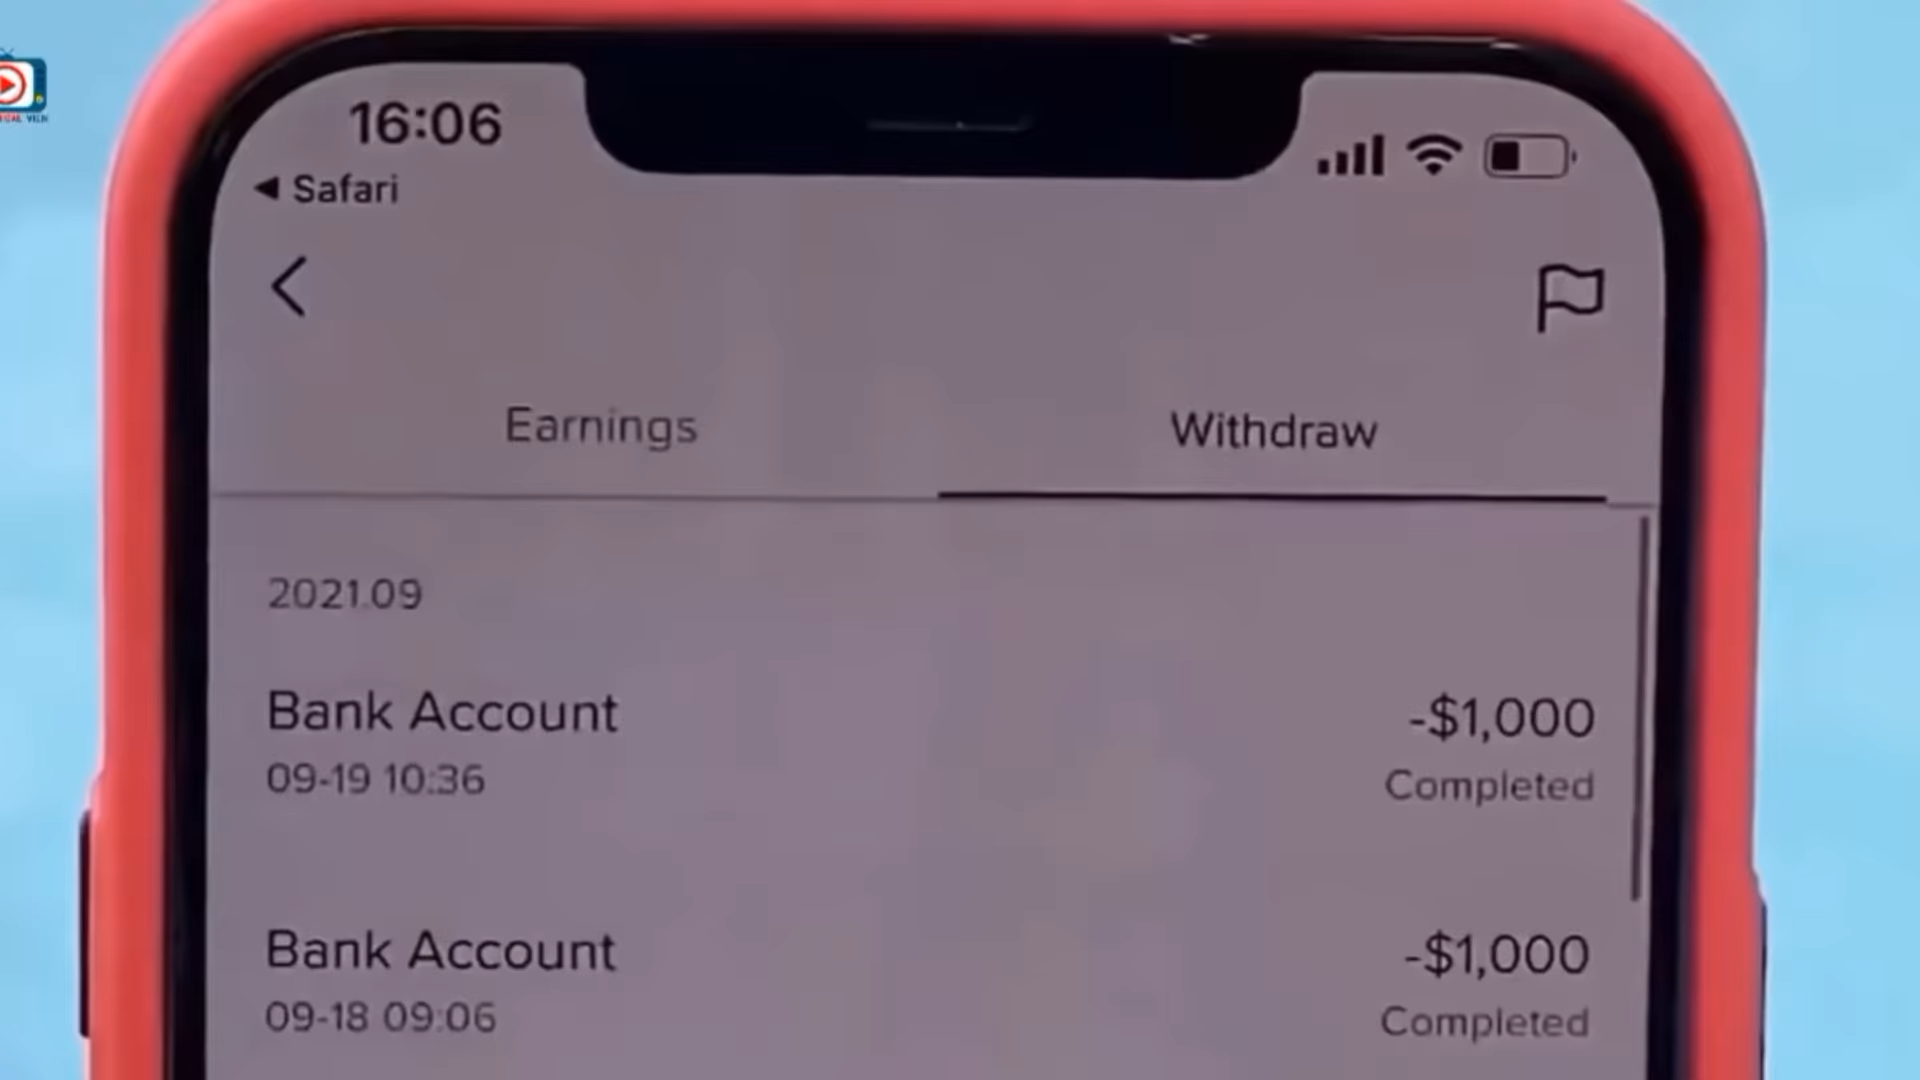 16:06
Safari
Earnings
Withdraw
2021.09
Bank Account
-$1,000
09-19 10:36
Completed
Bank Account
-$1,000
09-18 09:06
Completed